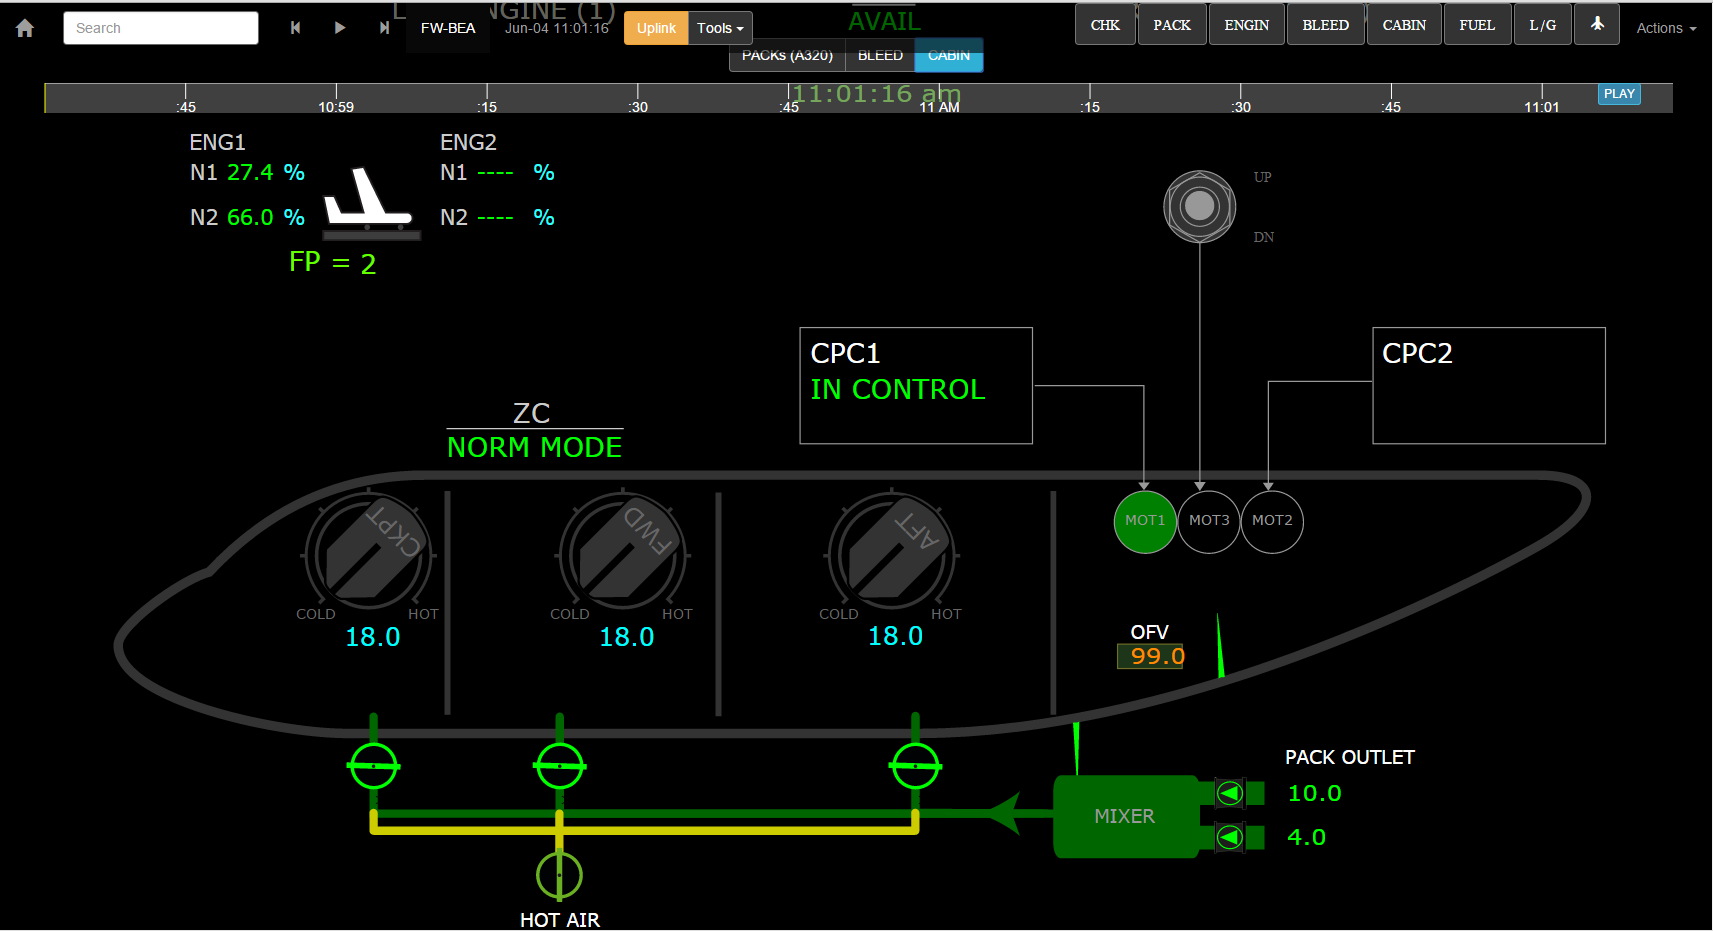 NGINE (1)
AVAIL
Search
FW-BEA
Jun-04 11:01:16
Uplink
Tools
CHK
PACK
ENGIN
BLEED
CABIN
FUEL
L/G
Actions
PACKs (A320)
BLEED
CABIN
11:01:16 am
:45
10:59
:15
:30
:45
11 AM
:15
:30
:45
11:01
PLAY
ENG1
ENG2
N1 27.4 %
N1 ---- %
N2 66.0 %
N2 ---- %
FP = 2
UP
DN
CPC1
IN CONTROL
CPC2
ZC
NORM MODE
CKPT
FWD
AFT
MOT1
MOT3
MOT2
COLD
HOT
COLD
HOT
COLD
HOT
18.0
18.0
18.0
OFV
99.0
PACK OUTLET
10.0
MIXER
4.0
HOT AIR